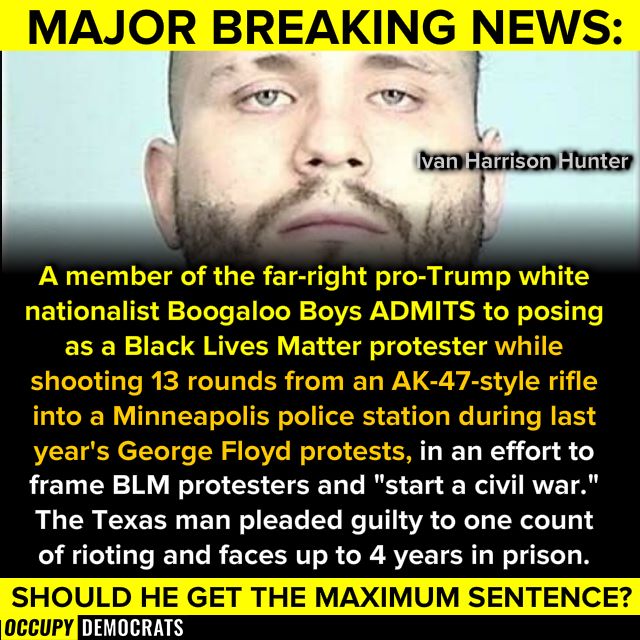 MAJOR BREAKING NEWS:
Ivan Harrison Hunter
A member of the far-right pro-Trump white
nationalist Boogaloo Boys ADMITS to posing
as a Black Lives Matter protester while
shooting 13 rounds from an AK-47-style rifle
into a Minneapolis police station during last
year's George Floyd protests, in an effort to
frame BLM protesters and "start a civil war."
The Texas man pleaded guilty to one count
of rioting and faces up to 4 years in prison.
SHOULD HE GET THE MAXIMUM SENTENCE?
OCCUPY DEMOCRATS